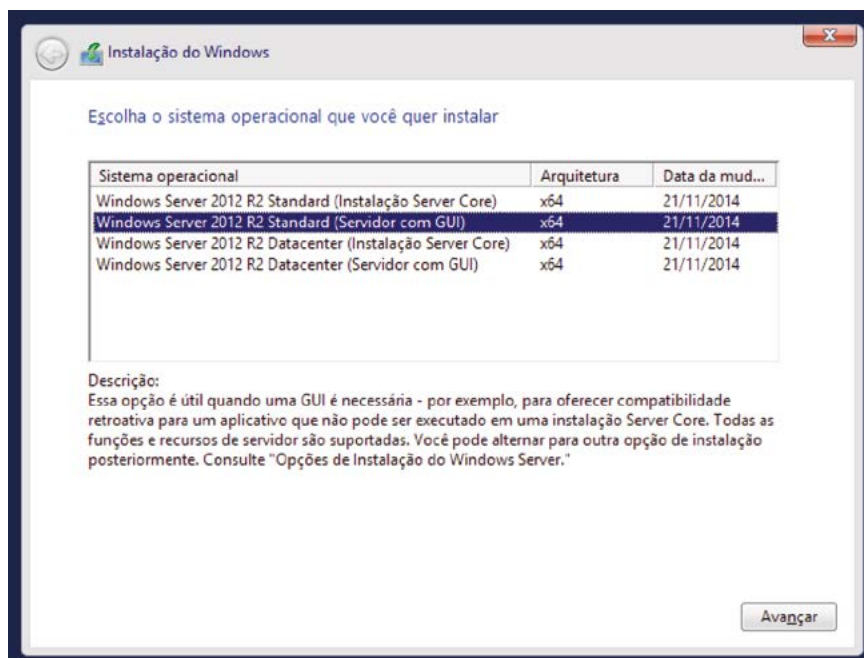 Instalação do Windows
Escolha o sistema operacional que você quer instalar
Sistema operacional Arquitetura Data da mud...
Windows Server 2012 R2 Standard (Instalação Server Core) x64 21/11/2014
Windows Server 2012 R2 Standard (Servidor com GUI) x64 21/11/2014
Windows Server 2012 R2 Datacenter (Instalação Server Core) x64 21/11/2014
Windows Server 2012 R2 Datacenter (Servidor com GUI) x64 21/11/2014
Descrição:
Essa opção é útil quando uma GUI é necessária - por exemplo, para oferecer compatibilidade
retroativa para um aplicativo que não pode ser executado em uma instalação Server Core. Todas as
funções e recursos de servidor são suportadas. Você pode alternar para outra opção de instalação
posteriormente. Consulte "Opções de Instalação do Windows Server."
Avançar